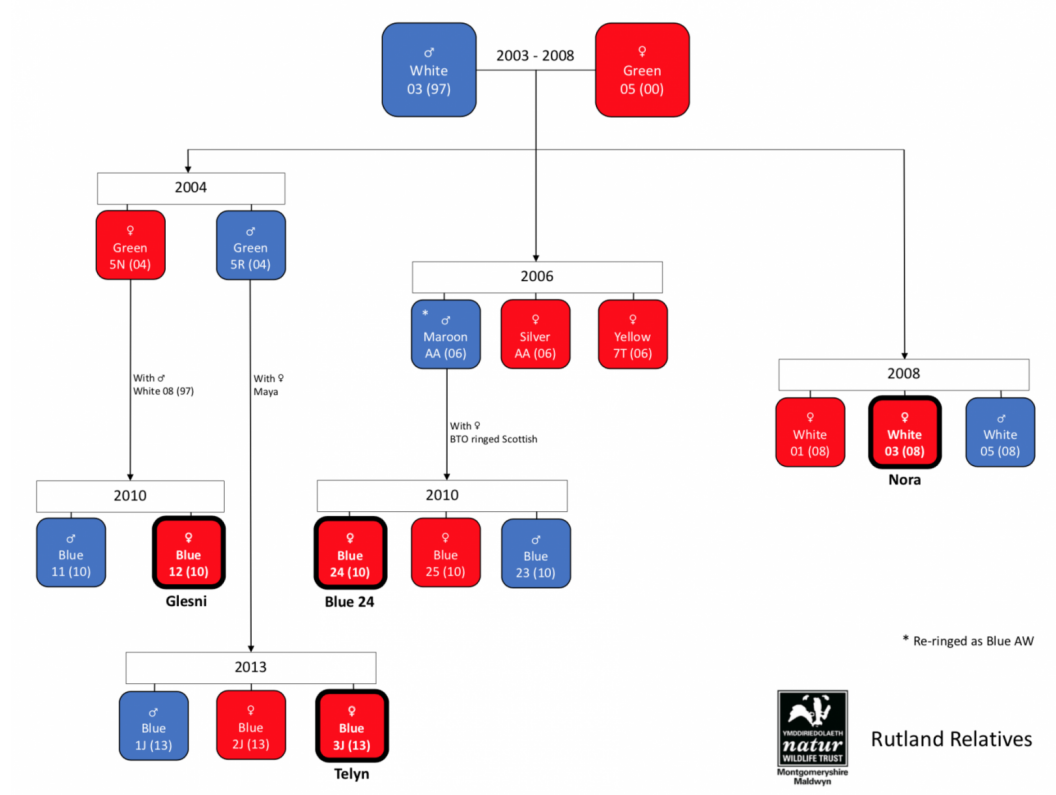 ♂
White
03 (97)
2003 - 2008
♀
Green
05 (00)
2004
♀
Green
5N (04)
♂
Green
5R (04)
2006
* ♂
Maroon
AA (06)
♀
Silver
AA (06)
♀
Yellow
7T (06)
2008
♀
White
01 (08)
♀
White
03 (08)
♂
White
05 (08)
Nora
With ♂
White 08 (97)
With ♀
Maya
With ♀
BTO ringed Scottish
2010
♂
Blue
11 (10)
♀
Blue
12 (10)
Glesni
2010
♀
Blue
24 (10)
♀
Blue
25 (10)
♂
Blue
23 (10)
Blue 24
2013
♂
Blue
1J (13)
♀
Blue
2J (13)
♀
Blue
3J (13)
Telyn
* Re-ringed as Blue AW
YMDDIRIEDOLAETH
natur
WILDLIFE TRUST
Montgomeryshire
Maldwyn
Rutland Relatives